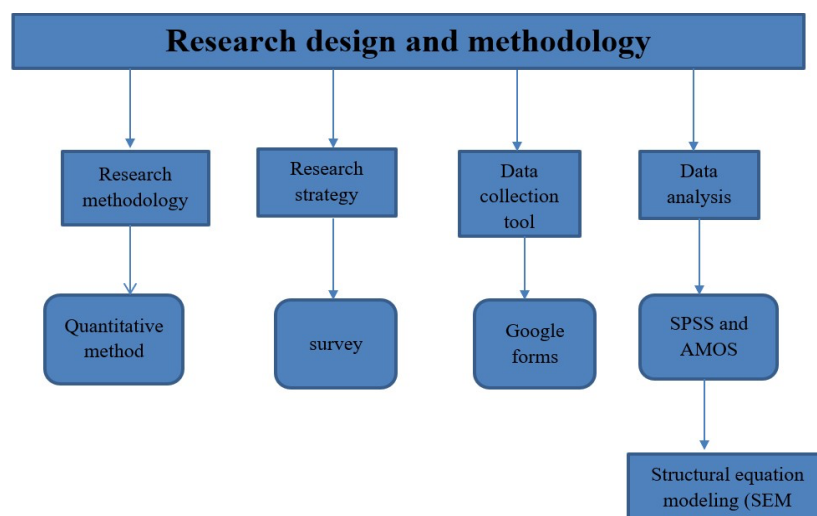 Research design and methodology
Research
methodology
Research
strategy
Data
collection
tool
Data
analysis
Quantitative
method
survey
Google
forms
SPSS and
AMOS
Structural equation
modeling (SEM